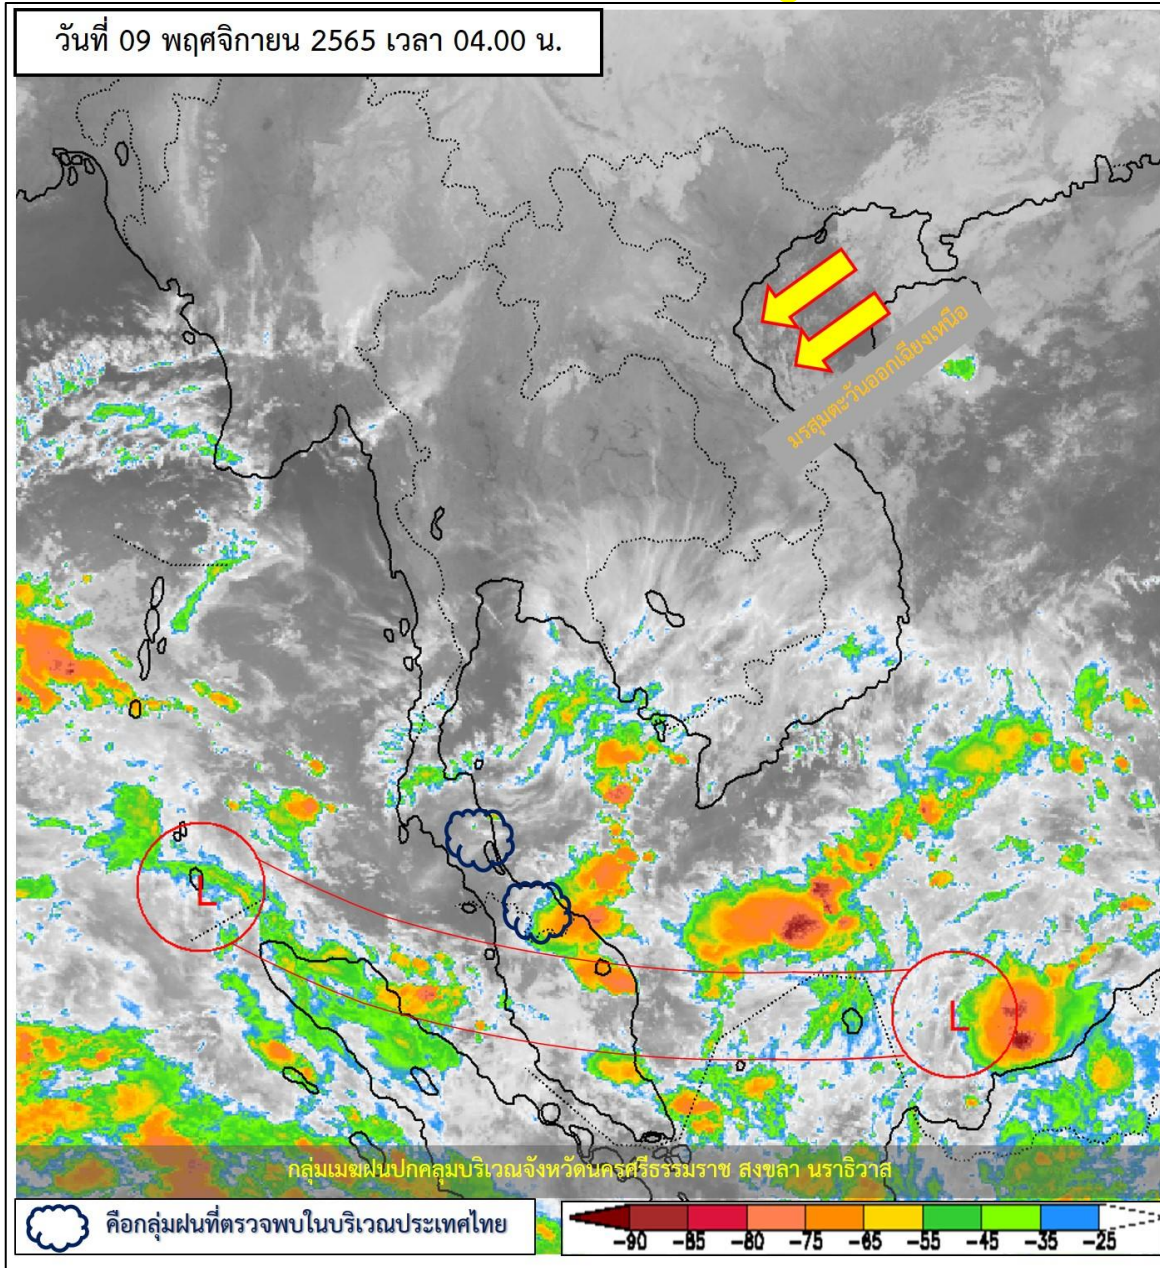 วันที่ 09 พฤศจิกายน 2565 เวลา 04.00 น.
มรสุมตะวันออกเฉียงเหนือ
L
L
กลุ่มเมฆฝนปกคลุมบริเวณจังหวัดนครศรีธรรมราช สงขลา นราธิวาส
คือกลุ่มฝนที่ตรวจพบในบริเวณประเทศไทย
-90 -85 -80 -75 -65 -55 -45 -35 -25